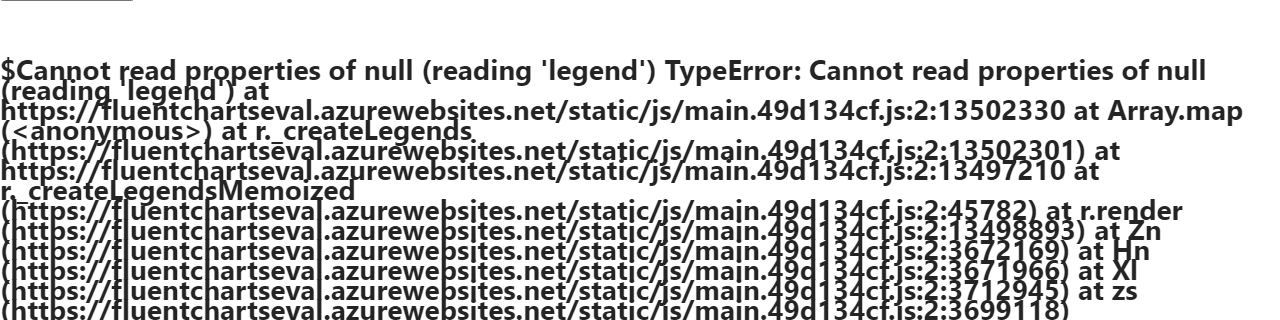 $Cannot read properties of null (reading 'legend') TypeError: Cannot read properties of null
(reading 'legend') at
https://fluentchartseval.azurewebsites.net/static/js/main.49d134cf.js:2:13502330 at Array.map
(<anonymous>) at r._createLegends
(https://fluentchartseval.azurewebsites.net/static/js/main.49d134cf.js:2:13502301) at
https://fluentchartseval.azurewebsites.net/static/js/main.49d134cf.js:2:13497210 at
r._createLegendsMemoized
(https://fluentchartseval.azurewebsites.net/static/js/main.49d134cf.js:2:45782) at r.render
(https://fluentchartseval.azurewebsites.net/static/js/main.49d134cf.js:2:13498893) at Zn
(https://fluentchartseval.azurewebsites.net/static/js/main.49d134cf.js:2:3672169) at Hn
(https://fluentchartseval.azurewebsites.net/static/js/main.49d134cf.js:2:3671966) at Xl
(https://fluentchartseval.azurewebsites.net/static/js/main.49d134cf.js:2:3712945) at zs
(https://fluentchartseval.azurewebsites.net/static/js/main.49d134cf.js:2:3699118)